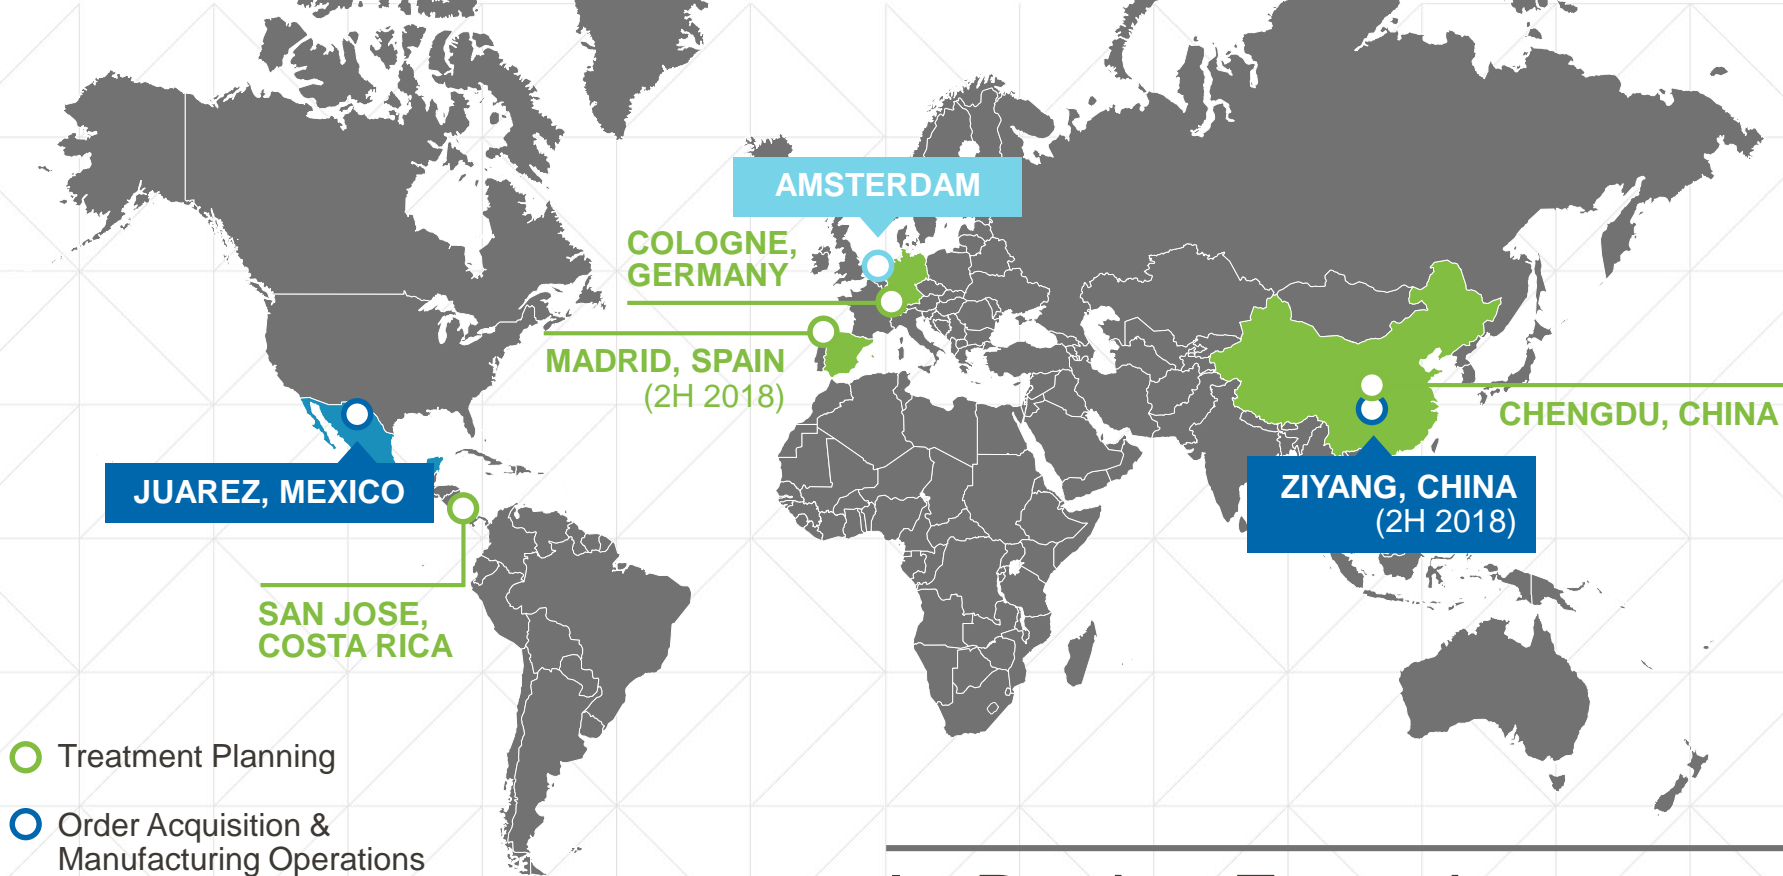 AMSTERDAM
COLOGNE,
GERMANY
MADRID, SPAIN
(2H 2018)
CHENGDU, CHINA
JUAREZ, MEXICO
ZIYANG, CHINA
(2H 2018)
SAN JOSE,
COSTA RICA
Treatment Planning
Order Acquisition &
Manufacturing Operations